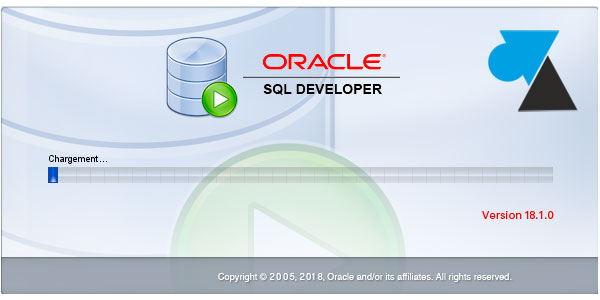 ORACLE®
SQL DEVELOPER
Chargement...
Version 18.1.0
Copyright © 2005, 2018, Oracle and/or its affiliates. All rights reserved.